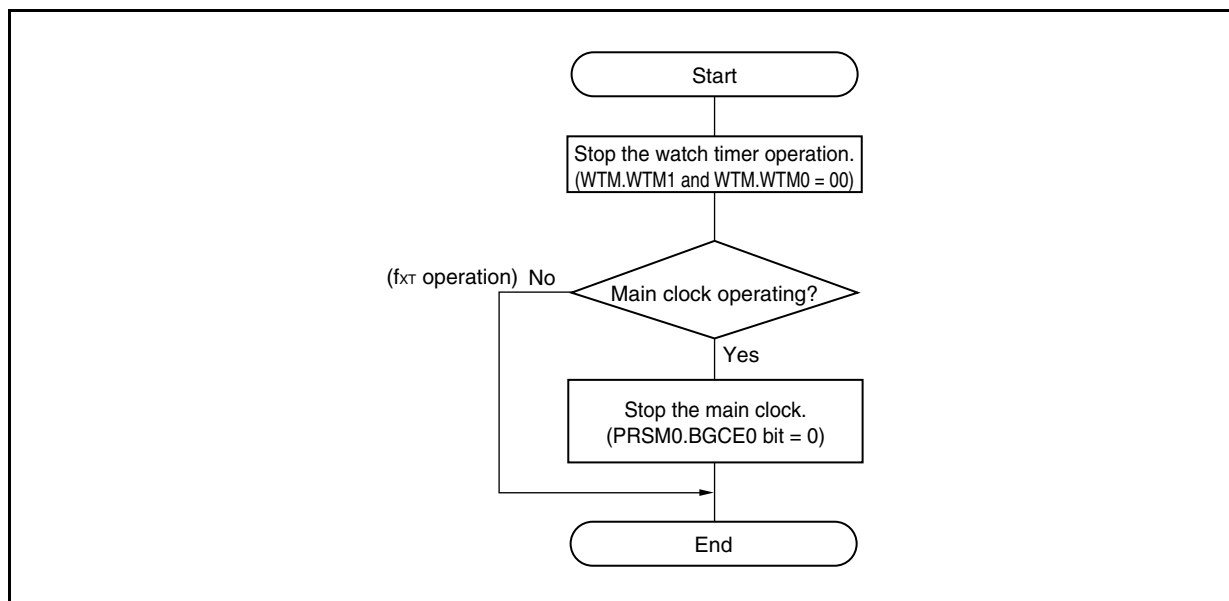 Start
Stop the watch timer operation.
(WTM.WTM1 and WTM.WTM0 = 00)
(fXT operation) No
Main clock operating?
Yes
Stop the main clock.
(PRSM0.BGCE0 bit = 0)
End